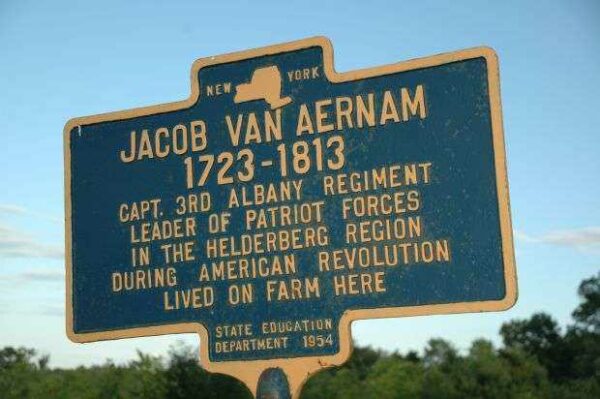 NEW YORK
JACOB VAN AERNAM
1723-1813
CAPT. 3RD ALBANY REGIMENT
LEADER OF PATRIOT FORCES
IN THE HELDERBERG REGION
DURING AMERICAN REVOLUTION
LIVED ON FARM HERE
STATE EDUCATION
DEPARTMENT 1954